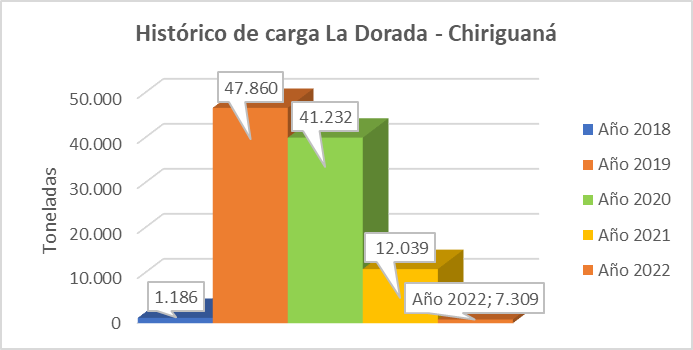 Histórico de carga La Dorada - Chiriguaná
Toneladas
50.000
40.000
30.000
20.000
10.000
0
1.186
47.860
41.232
12.039
Año 2022; 7.309
Año 2018
Año 2019
Año 2020
Año 2021
Año 2022